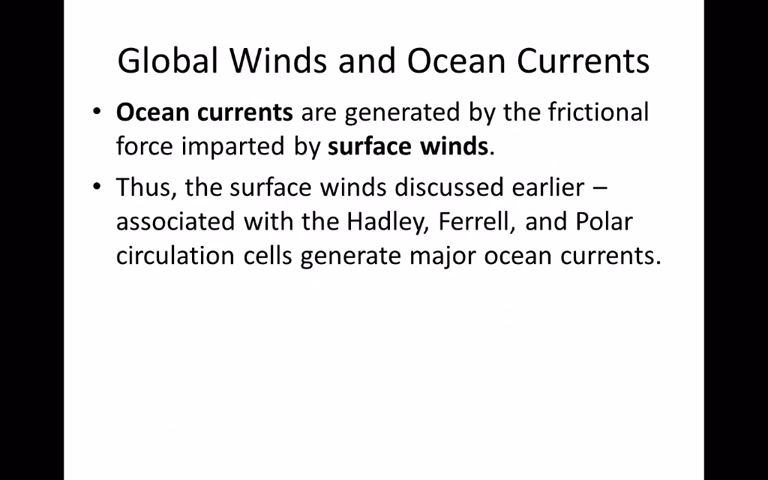 Global Winds and Ocean Currents
• Ocean currents are generated by the frictional
force imparted by surface winds.
• Thus, the surface winds discussed earlier –
associated with the Hadley, Ferrell, and Polar
circulation cells generate major ocean currents.